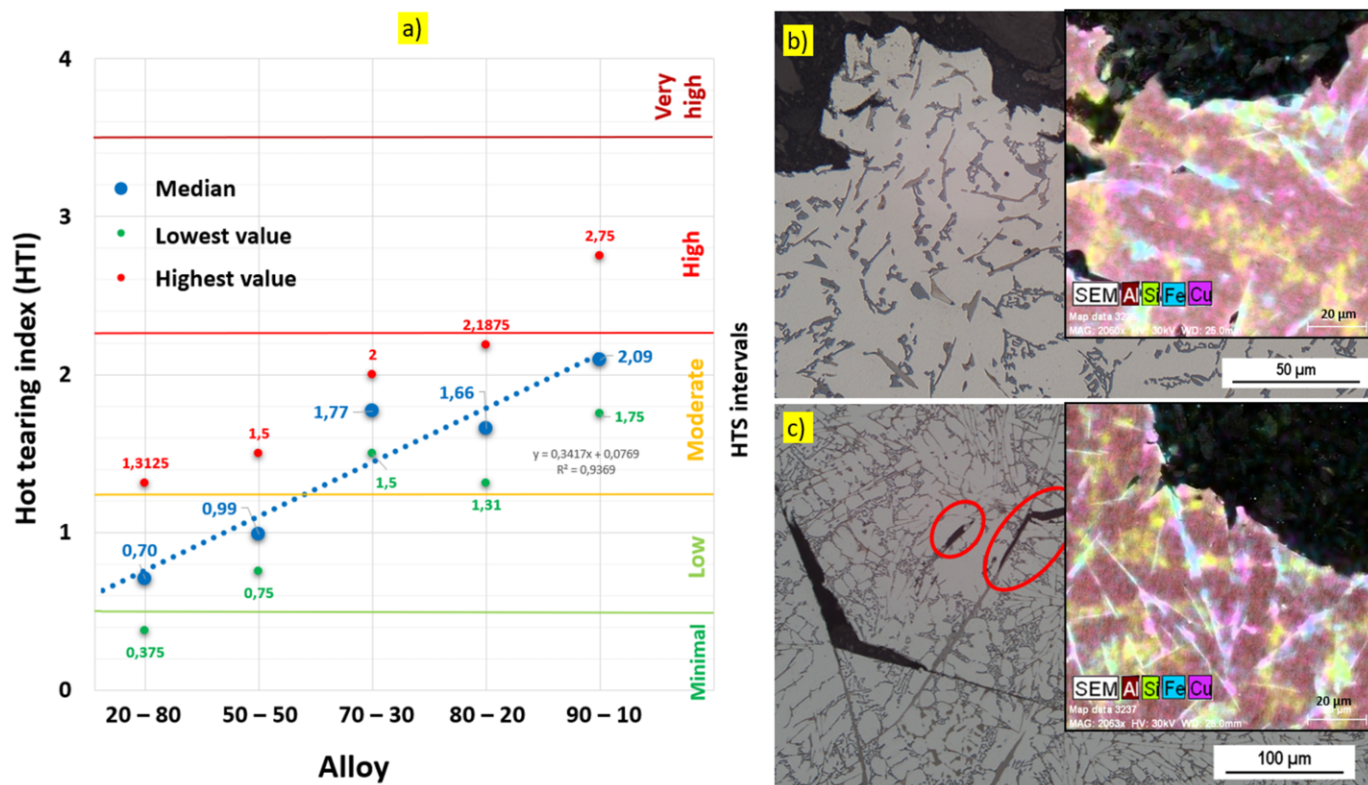 a)
Hot tearing index (HTI)
4
3
2
1
0
Median
Lowest value
Highest value
Very
high
High
Moderate
Low
Minimal
HTS intervals
1,3125
0,70
0,375
1,5
0,99
0,75
2
1,77
1,5
2,1875
1,66
1,31
2,75
2,09
1,75
y = 0,3417x + 0,0769
R² = 0,9369
20 – 80
50 – 50
70 – 30
80 – 20
90 – 10
Alloy
b)
SEM Al Si Fe Cu
20 µm
50 µm
c)
SEM Al Si Fe Cu
Map data 3237
MAG: 2063x HV: 30kV WD: 25.0mm
20 µm
100 µm